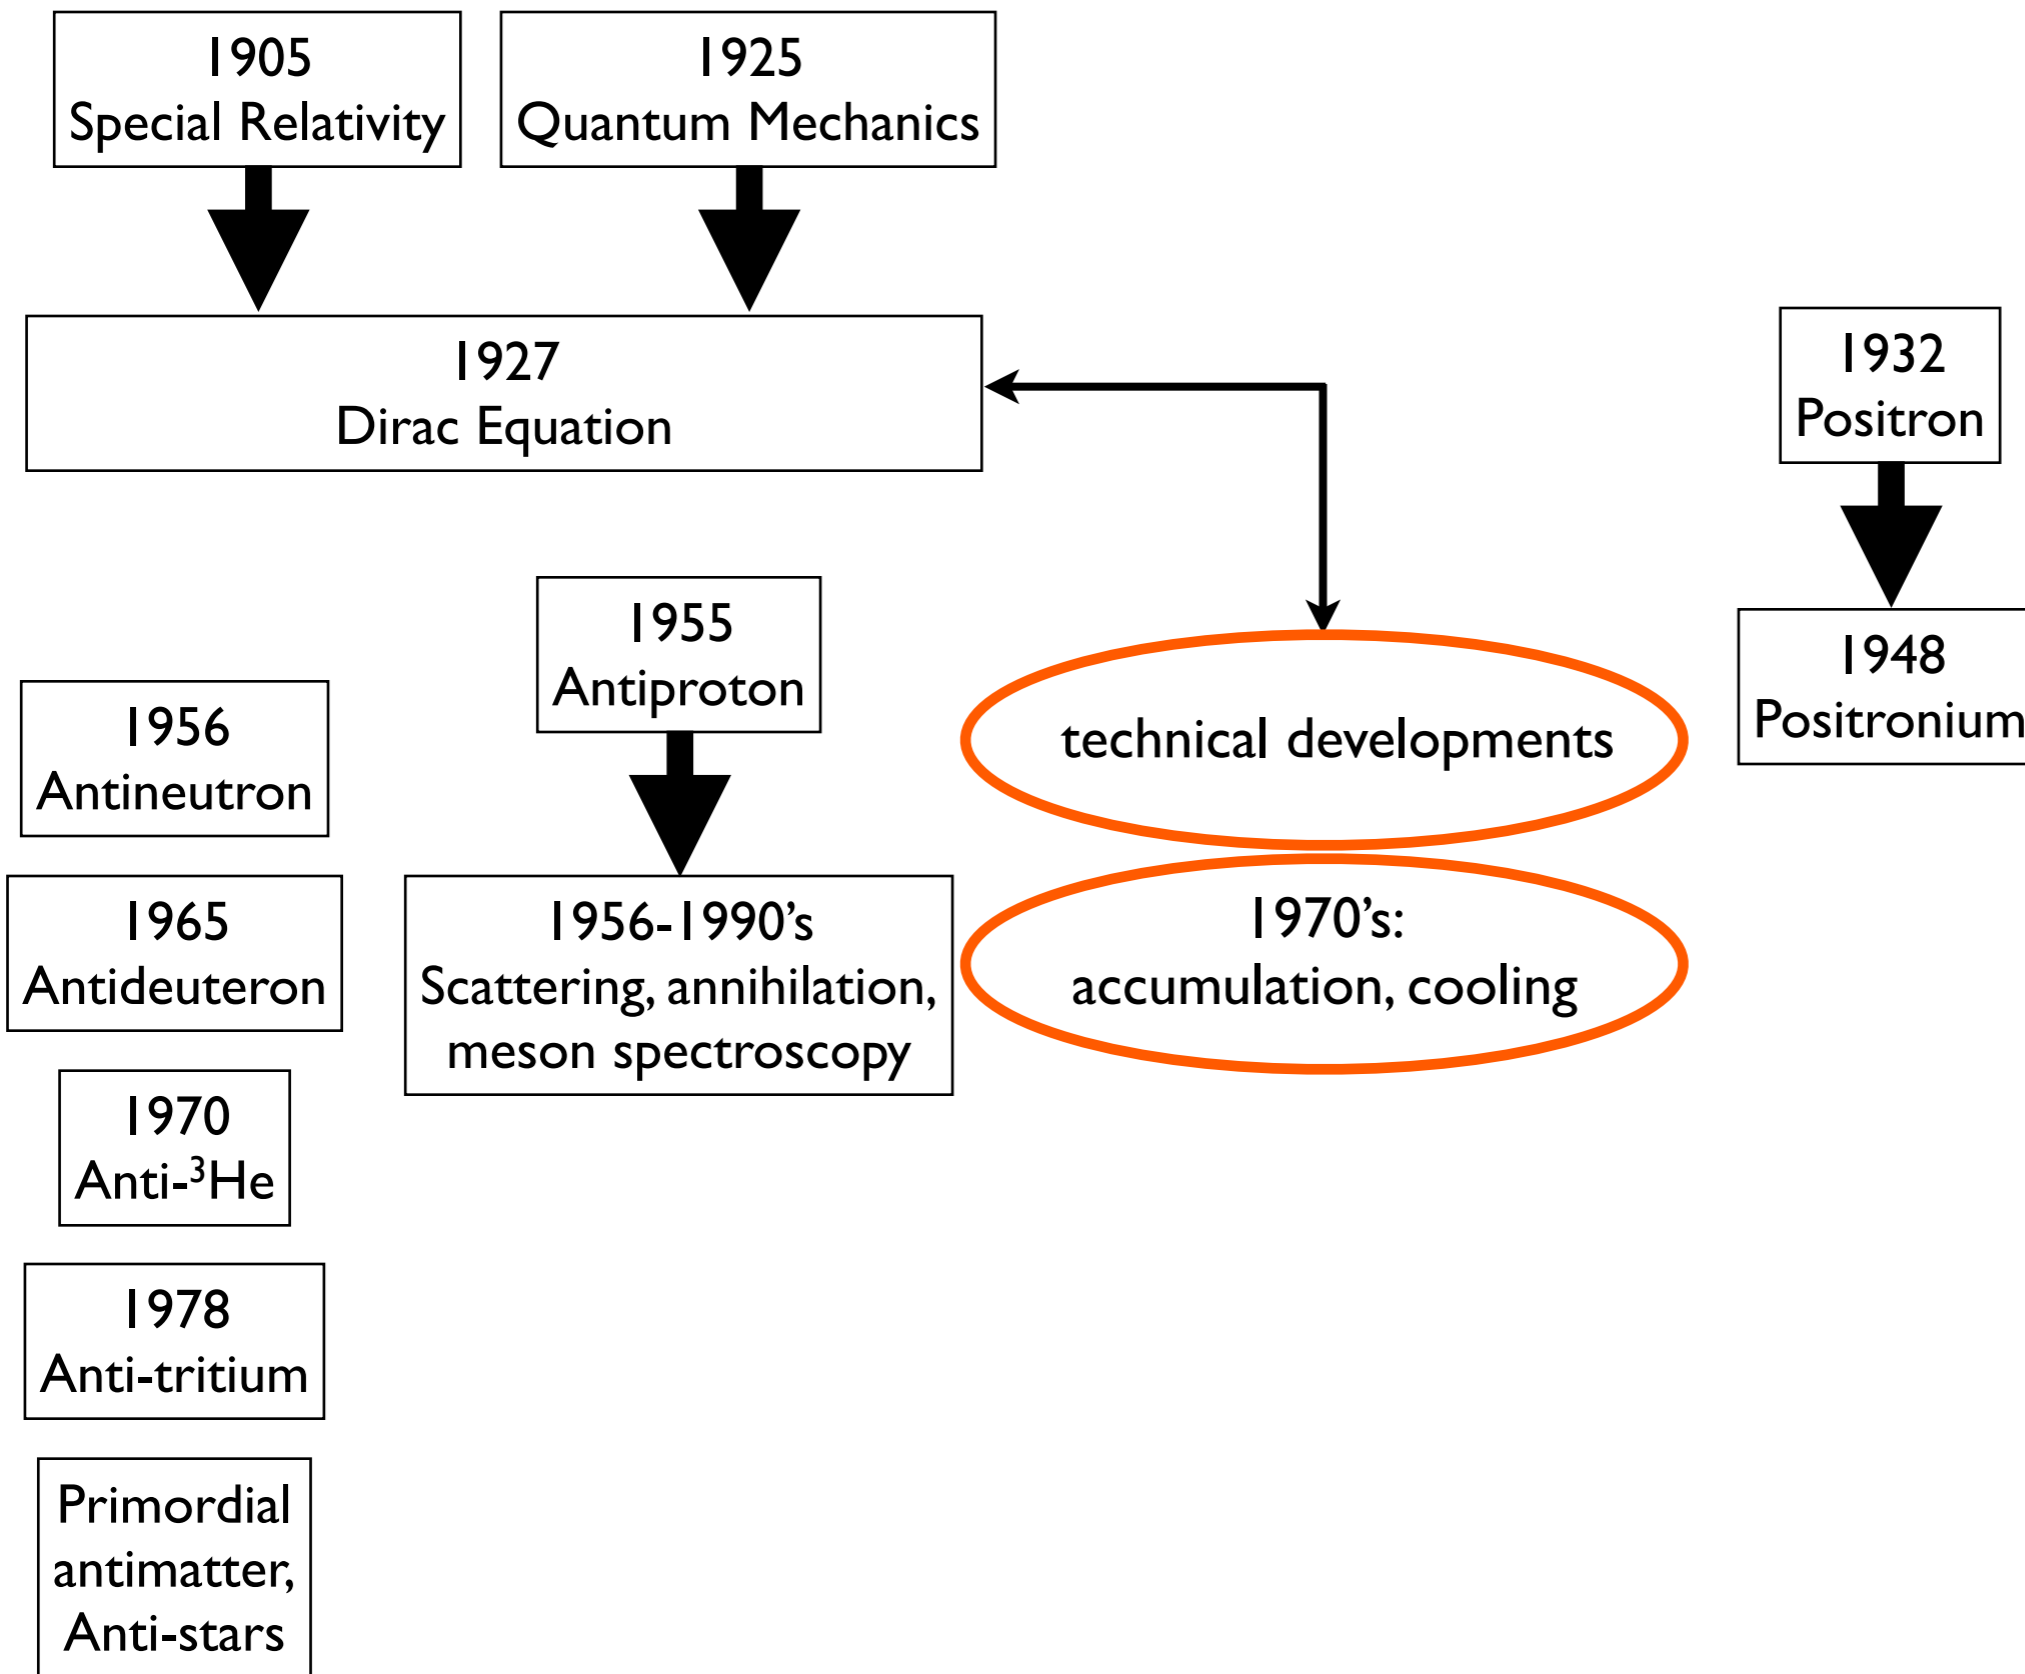 1905
Special Relativity
1925
Quantum Mechanics
1927
Dirac Equation
1932
Positron
1948
Positronium
1955
Antiproton
technical developments
1956
Antineutron
1965
Antideuteron
1956-1990’s
Scattering, annihilation,
meson spectroscopy
1970’s:
accumulation, cooling
1970
Anti-³He
1978
Anti-tritium
Primordial
antimatter,
Anti-stars